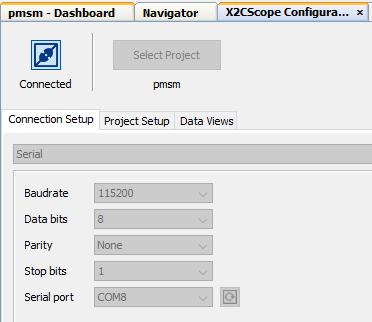 pmsm - Dashboard Navigator X2CScope Configura... ×
Select Project
Connected pmsm
Connection Setup Project Setup Data Views
Serial
Baudrate 115200
Data bits 8
Parity None
Stop bits 1
Serial port COM8